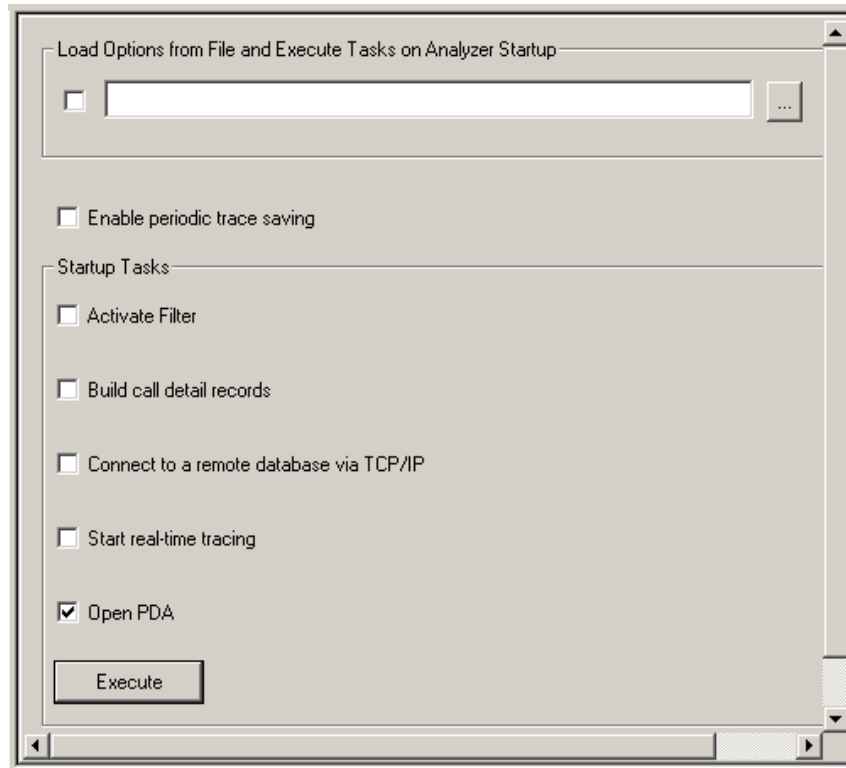 Load Options from File and Execute Tasks on Analyzer Startup
...
Enable periodic trace saving
Startup Tasks
Activate Filter
Build call detail records
Connect to a remote database via TCP/IP
Start real-time tracing
Open PDA
Execute